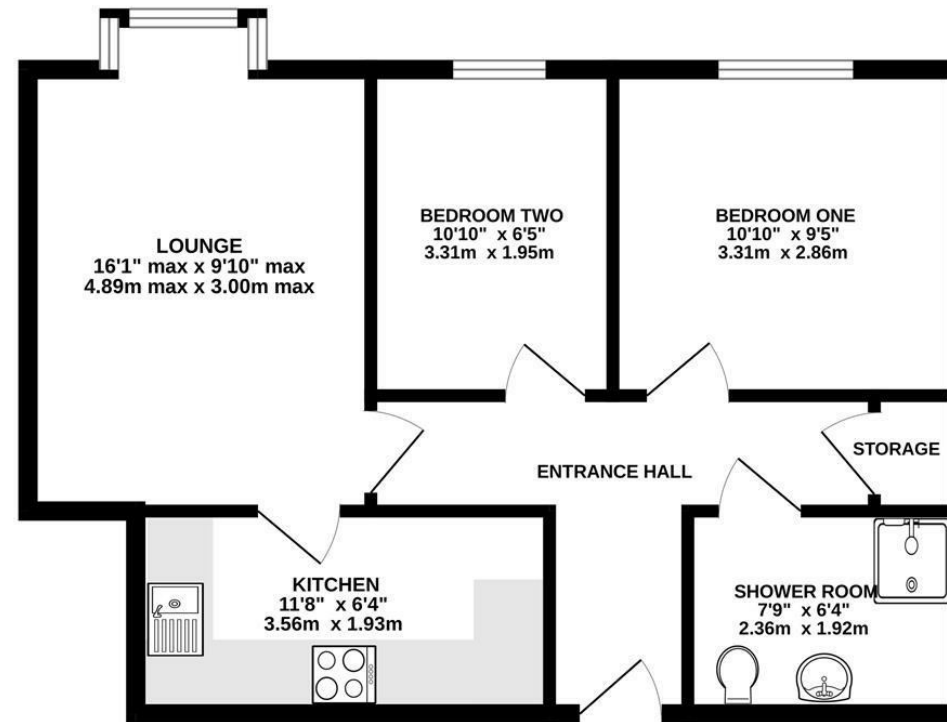 LOUNGE
16'1" max x 9'10" max
4.89m max x 3.00m max
BEDROOM TWO
10'10" x 6'5"
3.31m x 1.95m
BEDROOM ONE
10'10" x 9'5"
3.31m x 2.86m
ENTRANCE HALL
STORAGE
KITCHEN
11'8" x 6'4"
3.56m x 1.93m
SHOWER ROOM
7'9" x 6'4"
2.36m x 1.92m